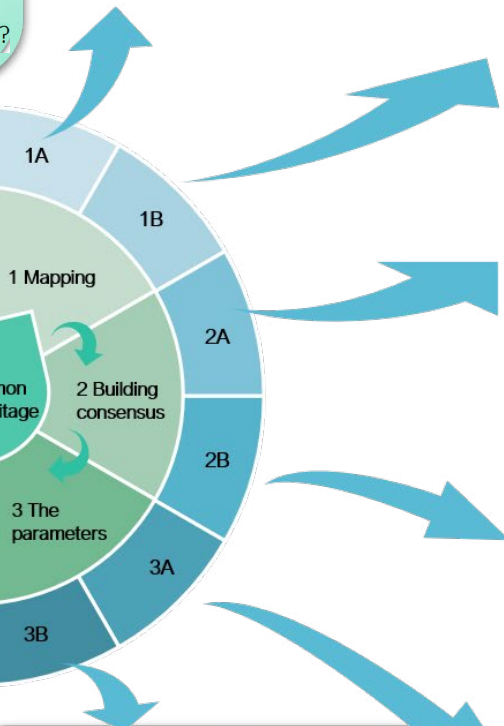 ?
1A
1B
1 Mapping
2A
2 Building
consensus
2B
3 The
parameters
3A
3B